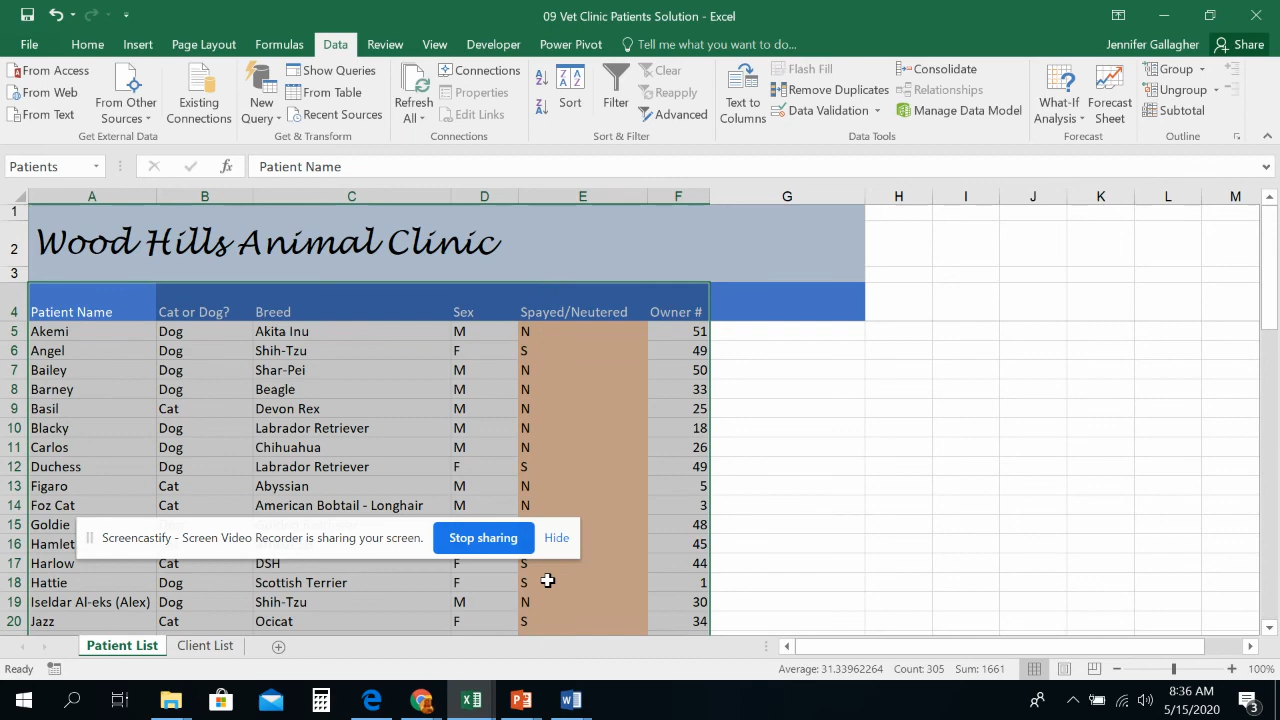 09 Vet Clinic Patients Solution - Excel
File Home Insert Page Layout Formulas Data Review View Developer Power Pivot Tell me what you want to do... Jennifer Gallagher Share
From Access
From Web
From Text
From Other Sources
Existing Connections
Get External Data
New Query
Show Queries
From Table
Recent Sources
Get & Transform
Refresh All
Connections
Properties
Edit Links
Connections
Sort
Filter
Clear
Reapply
Advanced
Sort & Filter
Text to Columns
Flash Fill
Remove Duplicates
Data Validation
Consolidate
Relationships
Manage Data Model
Data Tools
What-If Analysis
Forecast Sheet
Forecast
Group
Ungroup
Subtotal
Outline
Patients fx Patient Name
A B C D E F G H I J K L M
1
2 Wood Hills Animal Clinic
3
4 Patient Name Cat or Dog? Breed Sex Spayed/Neutered Owner #
5 Akemi Dog Akita Inu M N 51
6 Angel Dog Shih-Tzu F S 49
7 Bailey Dog Shar-Pei M N 50
8 Barney Dog Beagle M N 33
9 Basil Cat Devon Rex M N 25
10 Blacky Dog Labrador Retriever M N 18
11 Carlos Dog Chihuahua M N 26
12 Duchess Dog Labrador Retriever F S 49
13 Figaro Cat Abyssian M N 5
14 Foz Cat Cat American Bobtail - Longhair M N 3
15 Goldie 48
Screencastify - Screen Video Recorder is sharing your screen. Stop sharing Hide
16 Hamlet 45
17 Harlow Cat DSH F S 44
18 Hattie Dog Scottish Terrier F S 1
19 Iseldar Al-eks (Alex) Dog Shih-Tzu M N 30
20 Jazz Cat Ocicat F S 34
Patient List Client List
Ready Average: 31.33962264 Count: 305 Sum: 1661 100%
8:36 AM
5/15/2020
3